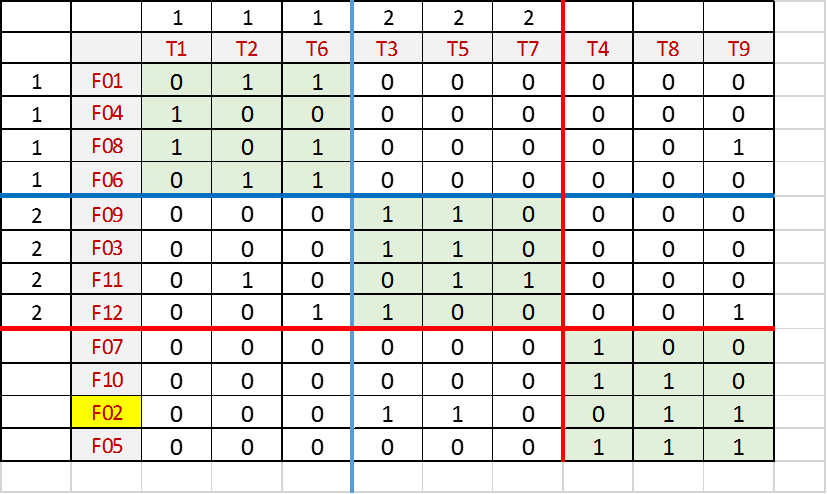 1 1 1 2 2 2
T1 T2 T6 T3 T5 T7 T4 T8 T9
1 F01 0 1 1 0 0 0 0 0 0
1 F04 1 0 0 0 0 0 0 0 0
1 F08 1 0 1 0 0 0 0 0 1
1 F06 0 1 1 0 0 0 0 0 0
2 F09 0 0 0 1 1 0 0 0 0
2 F03 0 0 0 1 1 0 0 0 0
2 F11 0 1 0 0 1 1 0 0 0
2 F12 0 0 1 1 0 0 0 0 1
F07 0 0 0 0 0 0 1 0 0
F10 0 0 0 0 0 0 1 1 0
F02 0 0 0 1 1 0 0 1 1
F05 0 0 0 0 0 0 1 1 1